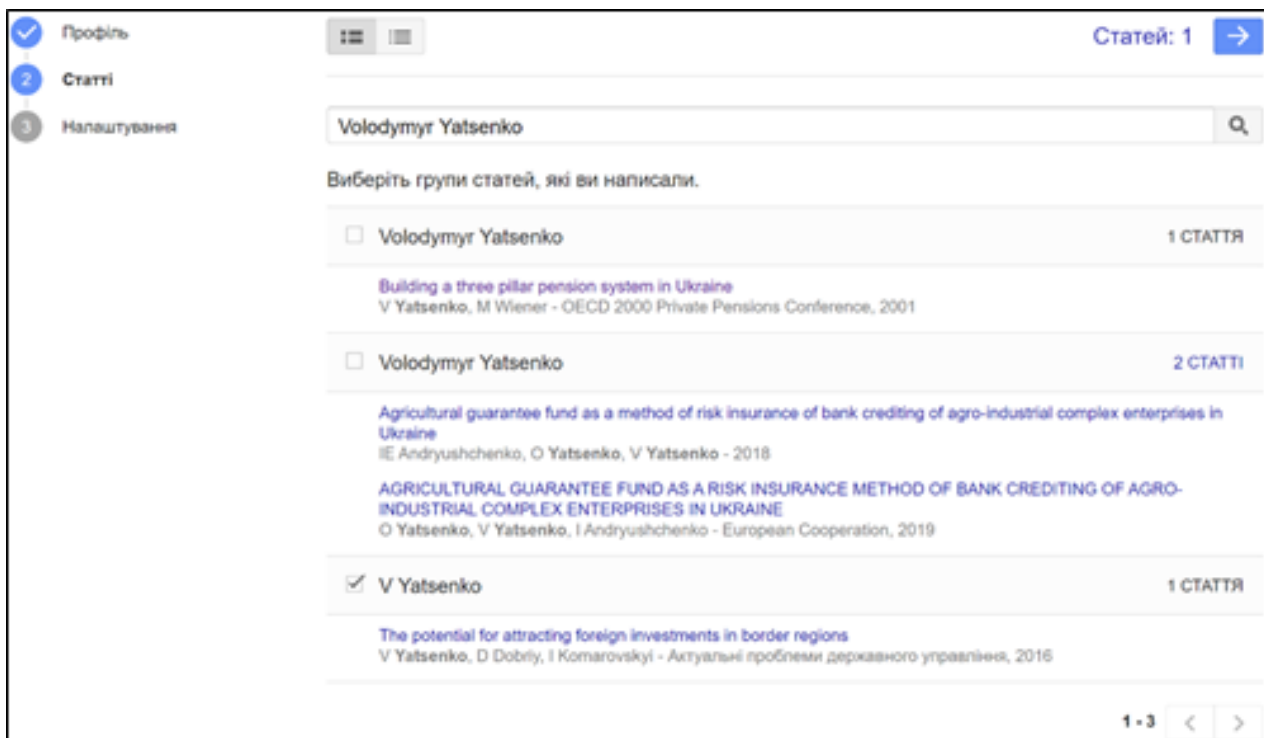 Профіль
Статей: 1
2 Статті
3 Налаштування
Volodymyr Yatsenko
Виберіть групи статей, які ви написали.
Volodymyr Yatsenko 1 СТАТТЯ
Building a three pillar pension system in Ukraine
V Yatsenko, M Wiener - OECD 2000 Private Pensions Conference, 2001
Volodymyr Yatsenko 2 СТАТТІ
Agricultural guarantee fund as a method of risk insurance of bank crediting of agro-industrial complex enterprises in
Ukraine
IE Andryushchenko, O Yatsenko, V Yatsenko - 2018
AGRICULTURAL GUARANTEE FUND AS A RISK INSURANCE METHOD OF BANK CREDITING OF AGRO-
INDUSTRIAL COMPLEX ENTERPRISES IN UKRAINE
O Yatsenko, V Yatsenko, I Andryushchenko - European Cooperation, 2019
V Yatsenko 1 СТАТТЯ
The potential for attracting foreign investments in border regions
V Yatsenko, D Dobriy, I Komarovskyi - Актуальні проблеми державного управління, 2016
1 - 3